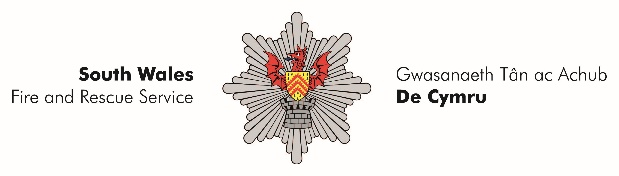 South Wales
Fire and Rescue Service
Gwasanaeth Tân ac Achub
De Cymru